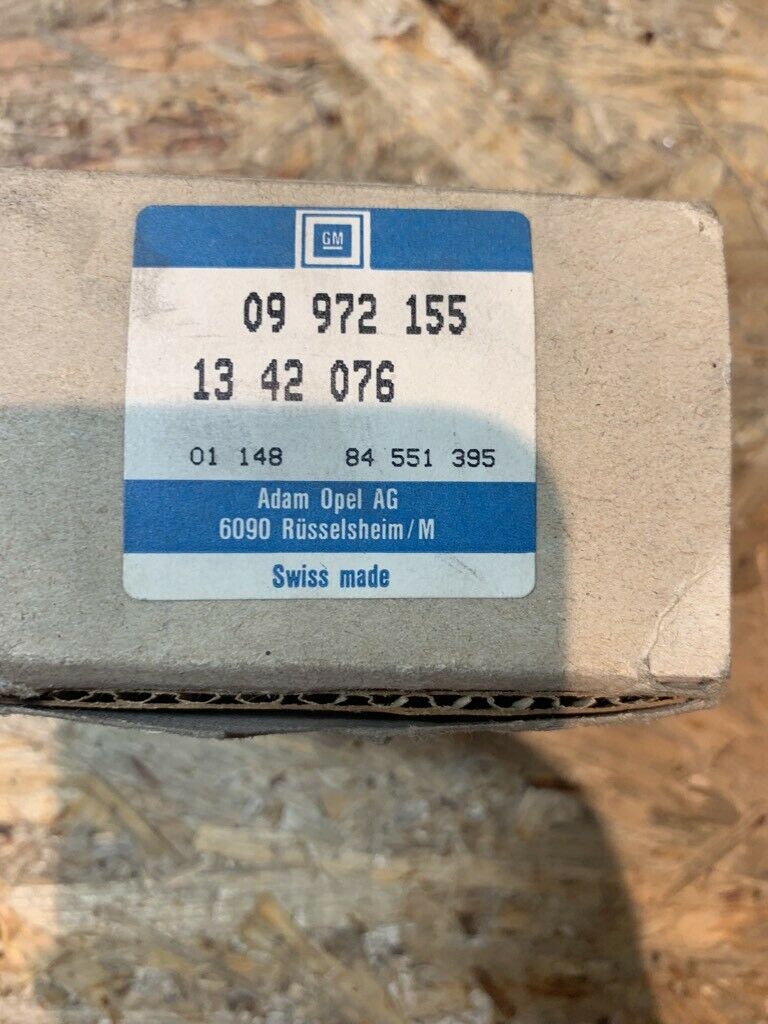 GM
09 972 155
13 42 076
01 148 84 551 395
Adam Opel AG
6090 Rüsselsheim/M
Swiss made